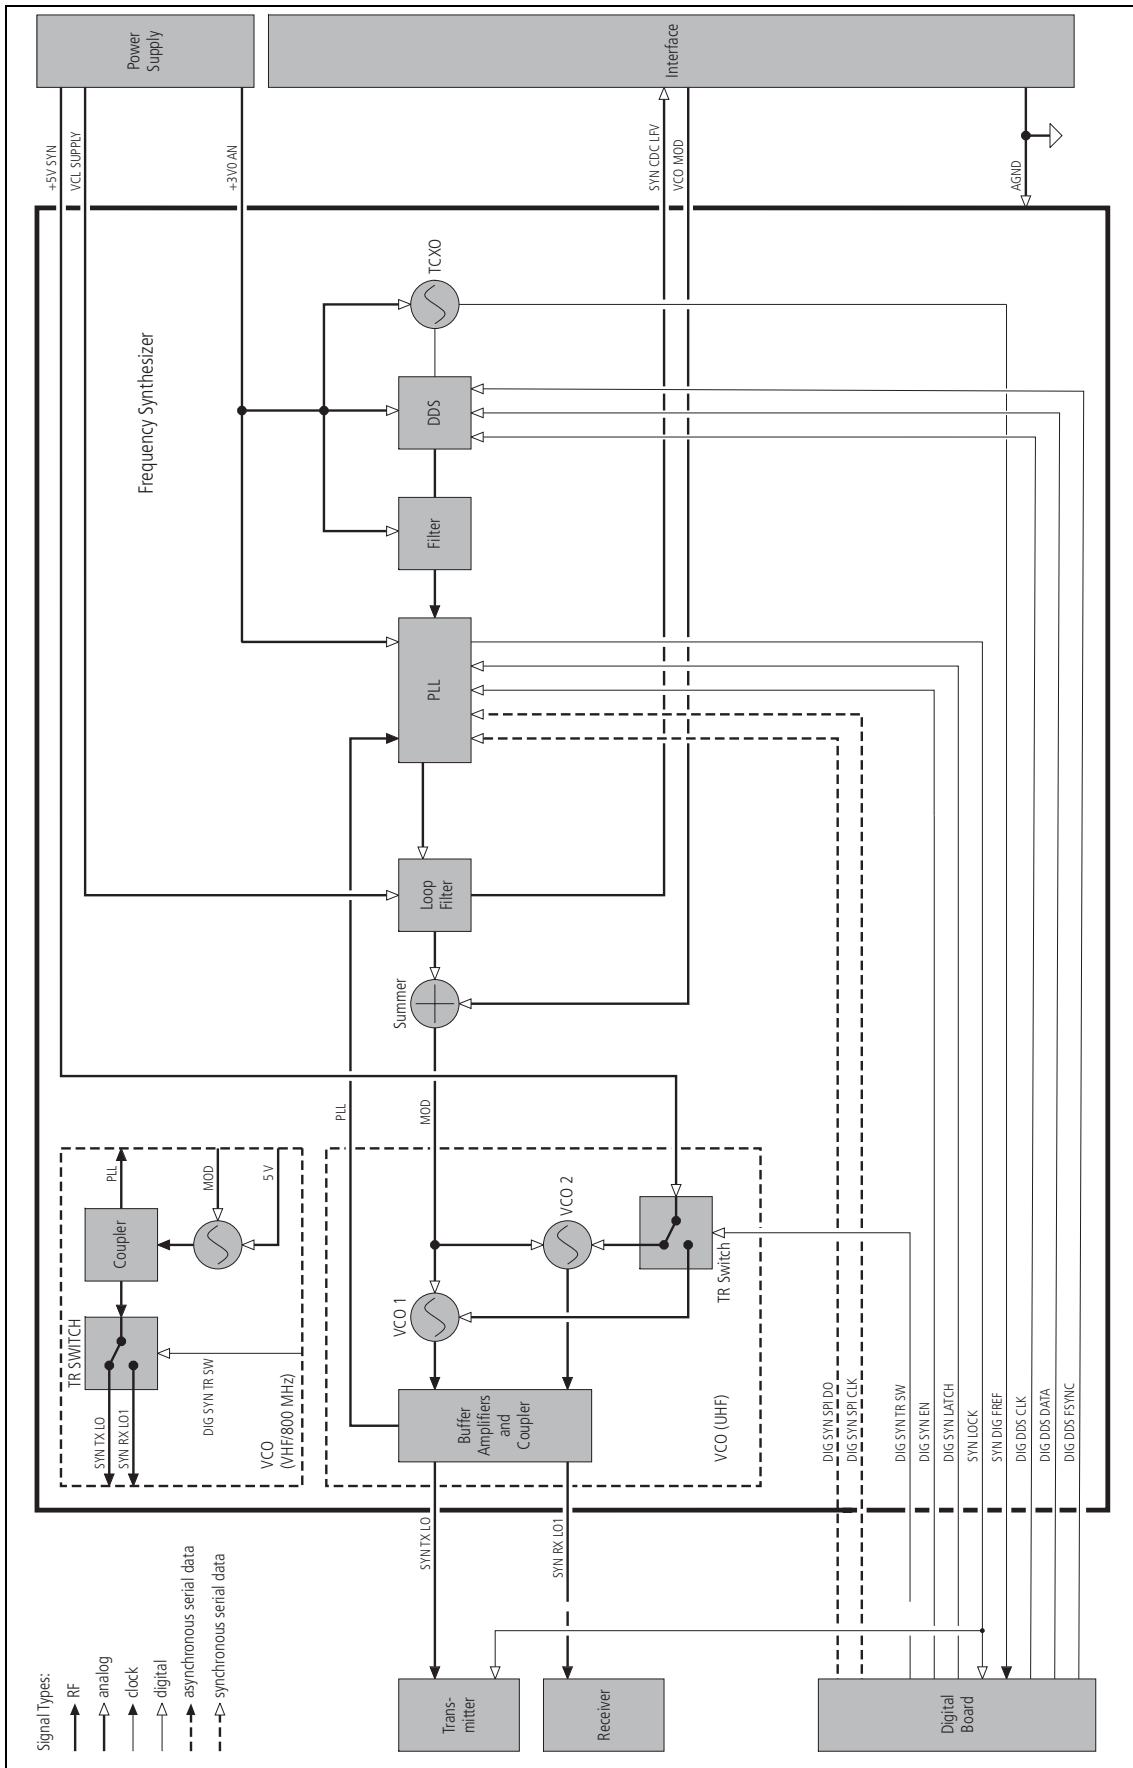 Signal Types:
RF
analog
clock
digital
asynchronous serial data
synchronous serial data
Frequency Synthesizer
Power
Supply
Interface
+5V SYN
VCL SUPPLY
+3V0 AN
SYN CDC LFV
VCO MOD
AGND
TCXO
DDS
Filter
PLL
Loop
Filter
Summer
PLL
MOD
PLL
MOD
5 V
Coupler
TR SWITCH
SYN TX LO
SYN RX LO1
DIG SYN TR SW
VCO
(VHF/800 MHz)
VCO 1
VCO 2
TR Switch
Buffer
Amplifiers
and
Coupler
VCO (UHF)
SYN TX LO
SYN RX LO1
DIG SYN SPI DO
DIG SYN SPI CLK
DIG SYN TR SW
DIG SYN EN
DIG SYN LATCH
SYN LOCK
SYN DIG FREF
DIG DDS CLK
DIG DDS DATA
DIG DDS FSYNC
Trans-
mitter
Receiver
Digital
Board